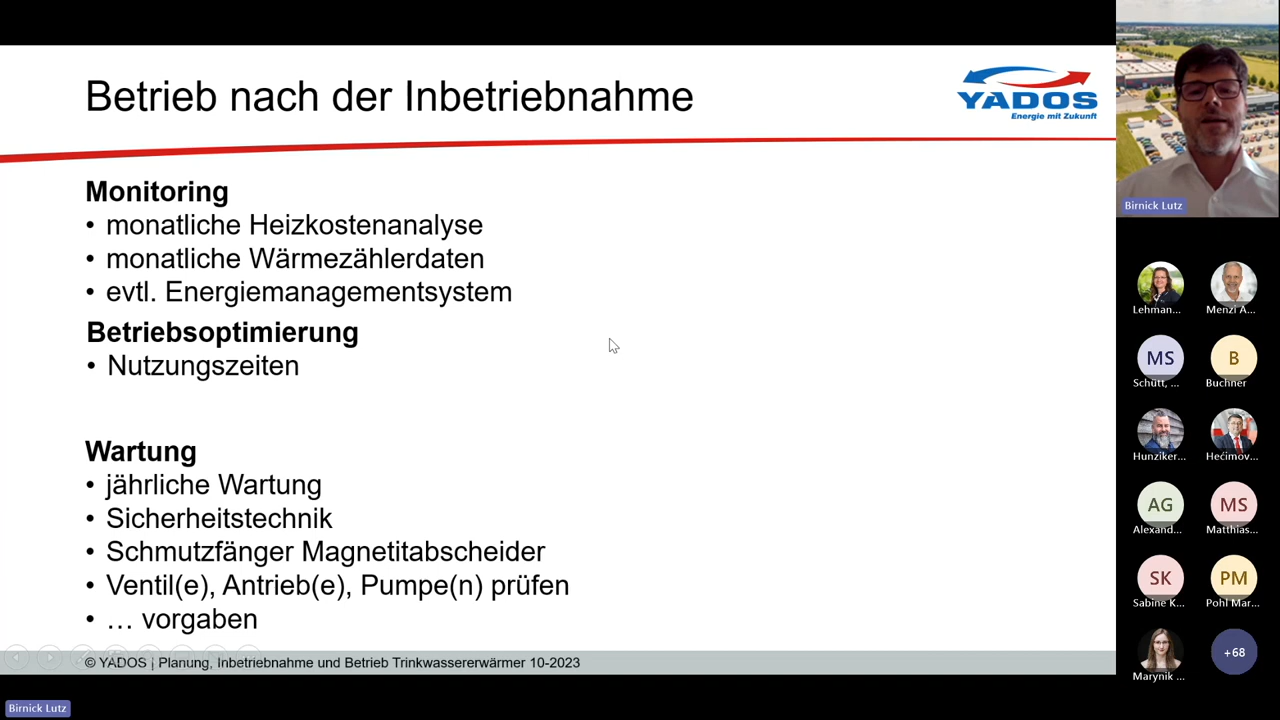 Betrieb nach der Inbetriebnahme
YADOS
Energie mit Zukunft
Monitoring
• monatliche Heizkostenanalyse
• monatliche Wärmezählerdaten
• evtl. Energiemanagementsystem
Betriebsoptimierung
• Nutzungszeiten
Wartung
• jährliche Wartung
• Sicherheitstechnik
• Schmutzfänger Magnetitabscheider
• Ventil(e), Antrieb(e), Pumpe(n) prüfen
• … vorgaben
© YADOS | Planung, Inbetriebnahme und Betrieb Trinkwassererwärmer 10-2023
Birnick Lutz
Birnick Lutz
Lehman...
Menzi A...
MS
Schütt, ...
B
Buchner
Hunziker...
Hećimov...
AG
Alexand...
MS
Matthias...
SK
Sabine K...
PM
Pohl Mar...
Marynik ...
+68